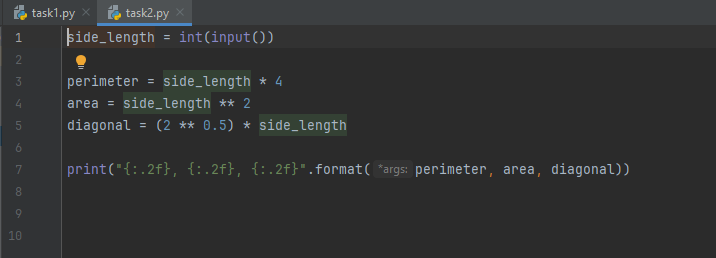 task1.py × task2.py ×
1 side_length = int(input())
2
3 perimeter = side_length * 4
4 area = side_length ** 2
5 diagonal = (2 ** 0.5) * side_length
6
7 print("{:.2f}, {:.2f}, {:.2f}".format( *args: perimeter, area, diagonal))
8
9
10